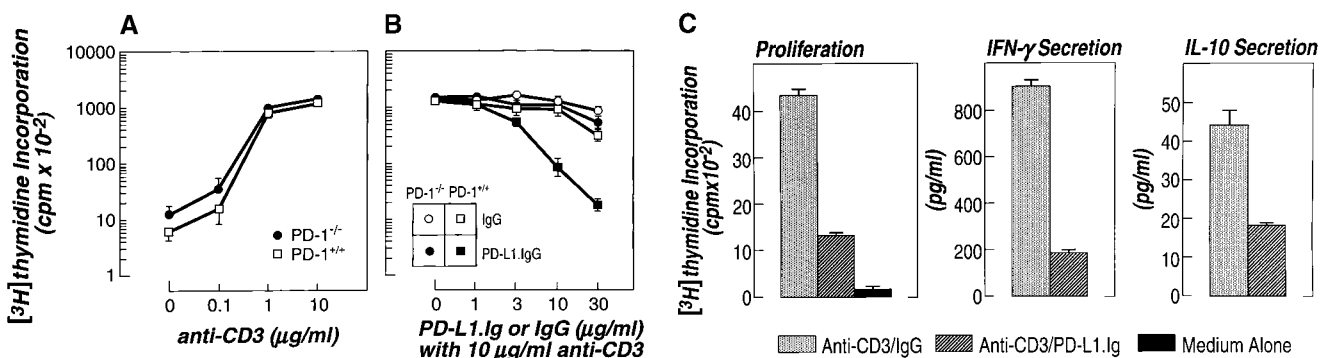 A
[³H]thymidine Incorporation
(cpm x 10⁻²)
10000
1000
100
10
1
PD-1⁻/⁻
PD-1⁺/⁺
0 0.1 1 10
anti-CD3 (µg/ml)
B
PD-1⁻/⁻ PD-1⁺/⁺
IgG
PD-L1.IgG
0 1 3 10 30
PD-L1.Ig or IgG (µg/ml)
with 10 µg/ml anti-CD3
C
Proliferation
[³H]thymidine Incorporation
(cpmx10⁻²)
40
30
20
10
0
IFN-γ Secretion
(pg/ml)
800
600
400
200
0
IL-10 Secretion
(pg/ml)
50
40
30
20
10
0
Anti-CD3/IgG
Anti-CD3/PD-L1.Ig
Medium Alone